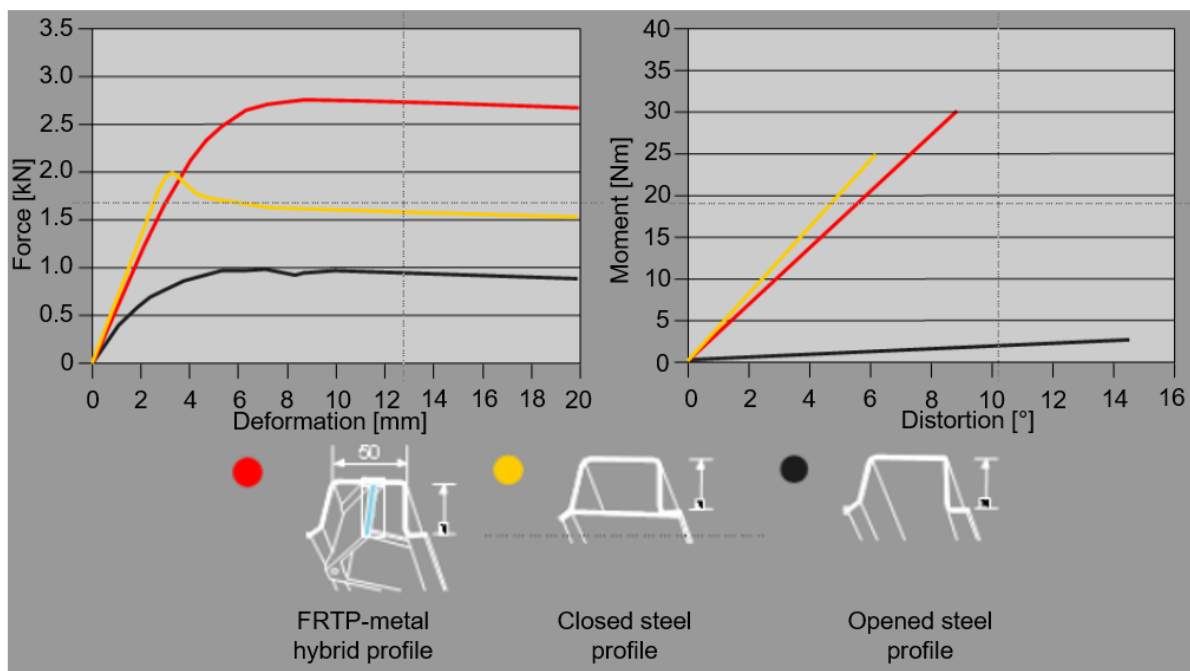 3.5
3.0
2.5
2.0
1.5
1.0
0.5
0
Force [kN]
0 2 4 6 8 10 12 14 16 18 20
Deformation [mm]
40
35
30
25
20
15
10
5
0
Moment [Nm]
0 2 4 6 8 10 12 14 16
Distortion [°]
50
FRTP-metal
hybrid profile
Closed steel
profile
Opened steel
profile